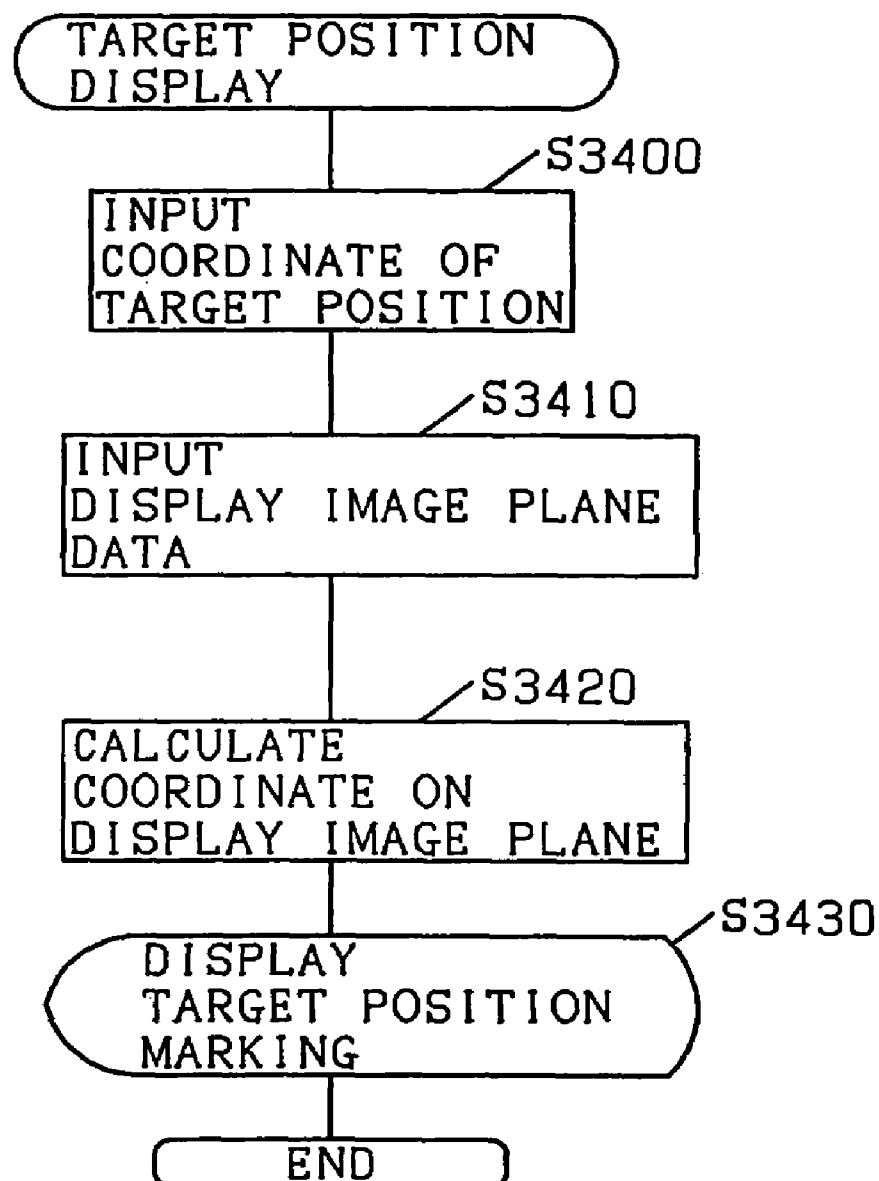 TARGET POSITION
DISPLAY
S3400
INPUT
COORDINATE OF
TARGET POSITION
S3410
INPUT
DISPLAY IMAGE PLANE
DATA
S3420
CALCULATE
COORDINATE ON
DISPLAY IMAGE PLANE
S3430
DISPLAY
TARGET POSITION
MARKING
END